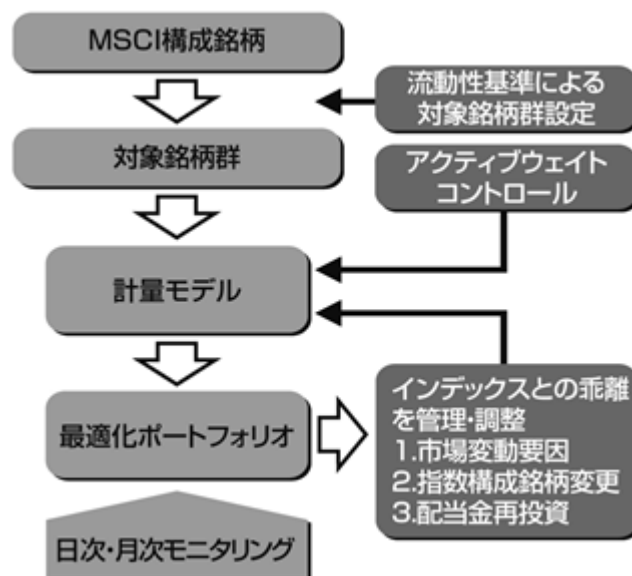 MSCI構成銘柄
流動性基準による
対象銘柄群設定
対象銘柄群
アクティブウェイト
コントロール
計量モデル
最適化ポートフォリオ
インデックスとの乖離
を管理・調整
1.市場変動要因
2.指数構成銘柄変更
3.配当金再投資
日次・月次モニタリング